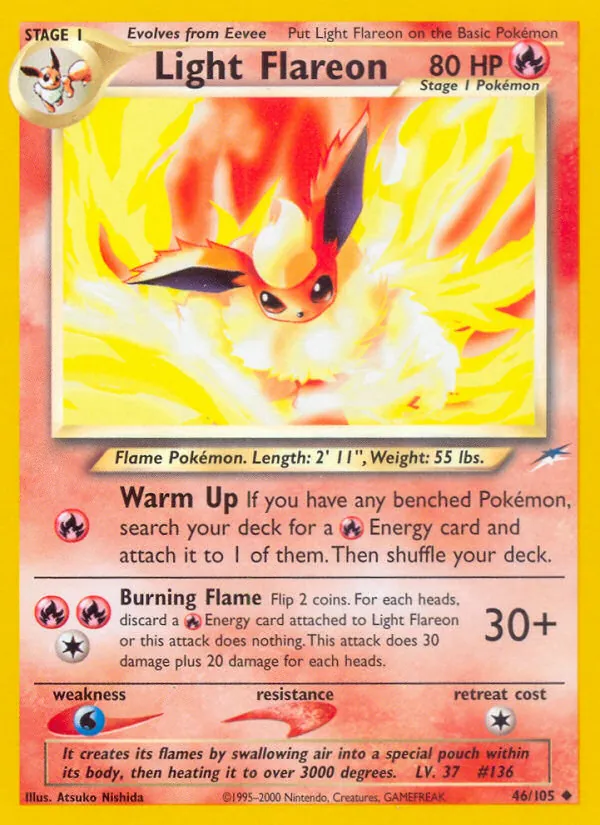 STAGE 1 Evolves from Eevee Put Light Flareon on the Basic Pokémon
Light Flareon 80 HP
Stage 1 Pokémon
Flame Pokémon. Length: 2' 11", Weight: 55 lbs.
Warm Up If you have any benched Pokémon,
search your deck for a Energy card and
attach it to 1 of them. Then shuffle your deck.
Burning Flame Flip 2 coins. For each heads,
discard a Energy card attached to Light Flareon
or this attack does nothing. This attack does 30
damage plus 20 damage for each heads.
30+
weakness resistance retreat cost
It creates its flames by swallowing air into a special pouch within
its body, then heating it to over 3000 degrees. LV. 37 #136
Illus. Atsuko Nishida ©1995-2000 Nintendo, Creatures, GAMEFREAK. 46/105